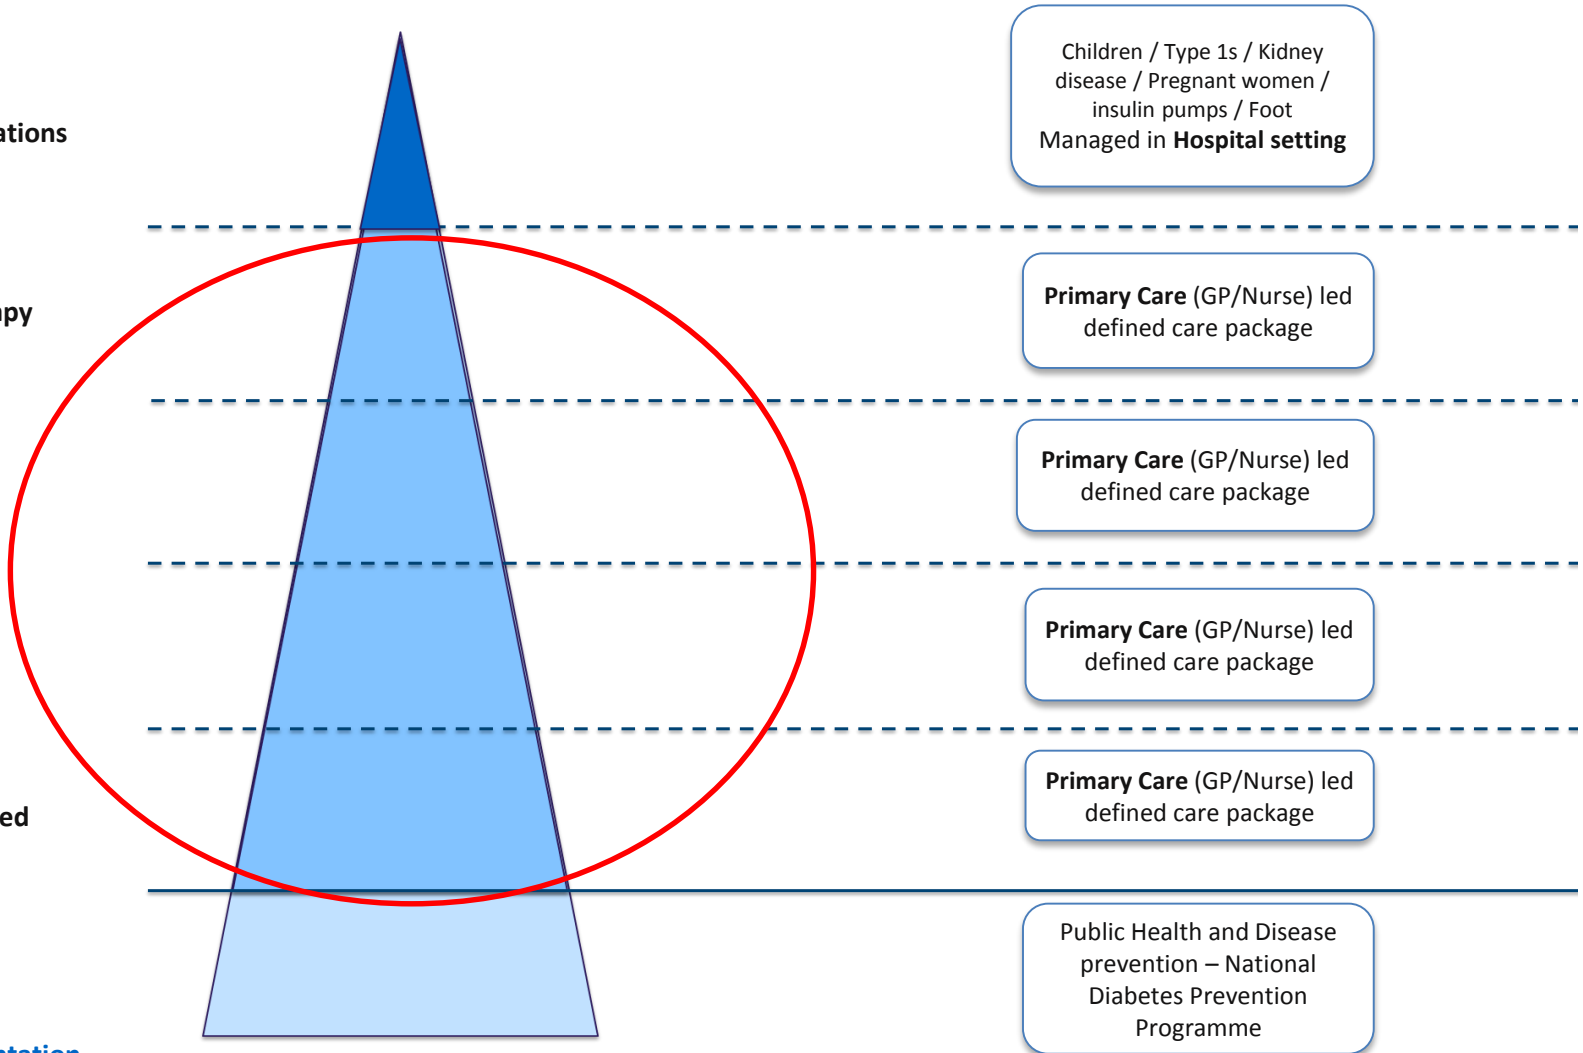 Children / Type 1s / Kidney
disease / Pregnant women /
insulin pumps / Foot
Managed in Hospital setting
ations
Primary Care (GP/Nurse) led
defined care package
apy
Primary Care (GP/Nurse) led
defined care package
Primary Care (GP/Nurse) led
defined care package
Primary Care (GP/Nurse) led
defined care package
ed
Public Health and Disease
prevention – National
Diabetes Prevention
Programme